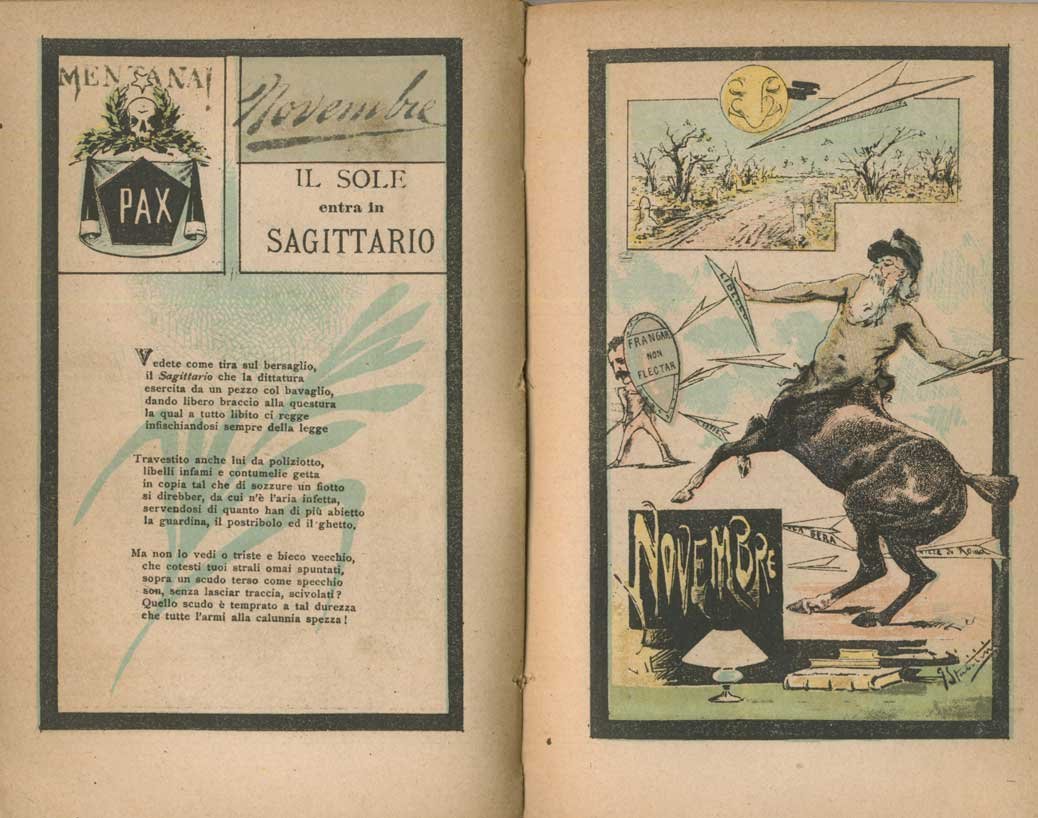 MENTANA!
PAX
Novembre
IL SOLE
entra in
SAGITTARIO
Vedete come tira sul bersaglio,
il Sagittario che la dittatura
esercita da un pezzo col bavaglio,
dando libero braccio alla questura
la qual a tutto libito ci regge
infischiandosi sempre della legge
Travestito anche lui da poliziotto,
libelli infami e contumelie getta
in copia tal che di sozzure un fiotto
si direbber, da cui n'è l'aria infetta,
servendosi di quanto han di più abietto
la guardina, il postribolo ed il ghetto.
Ma non lo vedi o triste e bieco vecchio,
che cotesti tuoi strali omai spuntati,
sopra un scudo terso come specchio
son, senza lasciar traccia, scivolati?
Quello scudo è temprato a tal durezza
che tutte l'armi alla calunnia spezza!
FRANGAR
NON
FLECTAR
NOVEMBRE
SERA
di Roma